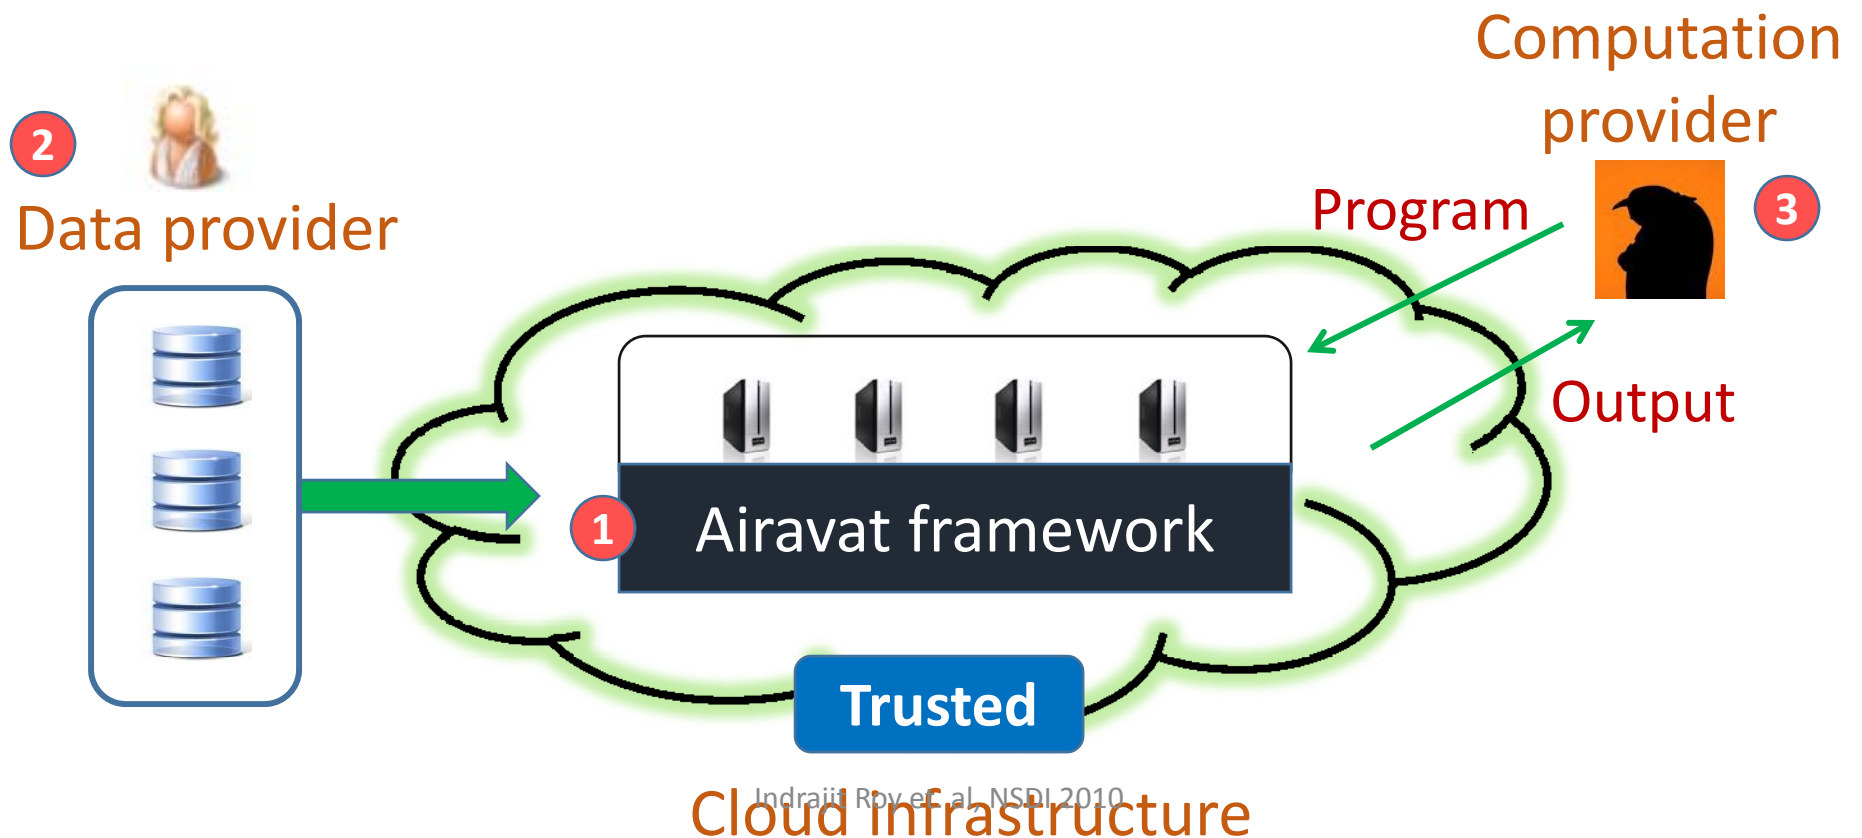 Computation
provider
2
Data provider
Program
3
Output
1
Airavat framework
Trusted
Indrajit Roy et. al, NSDI 2010
Cloud infrastructure